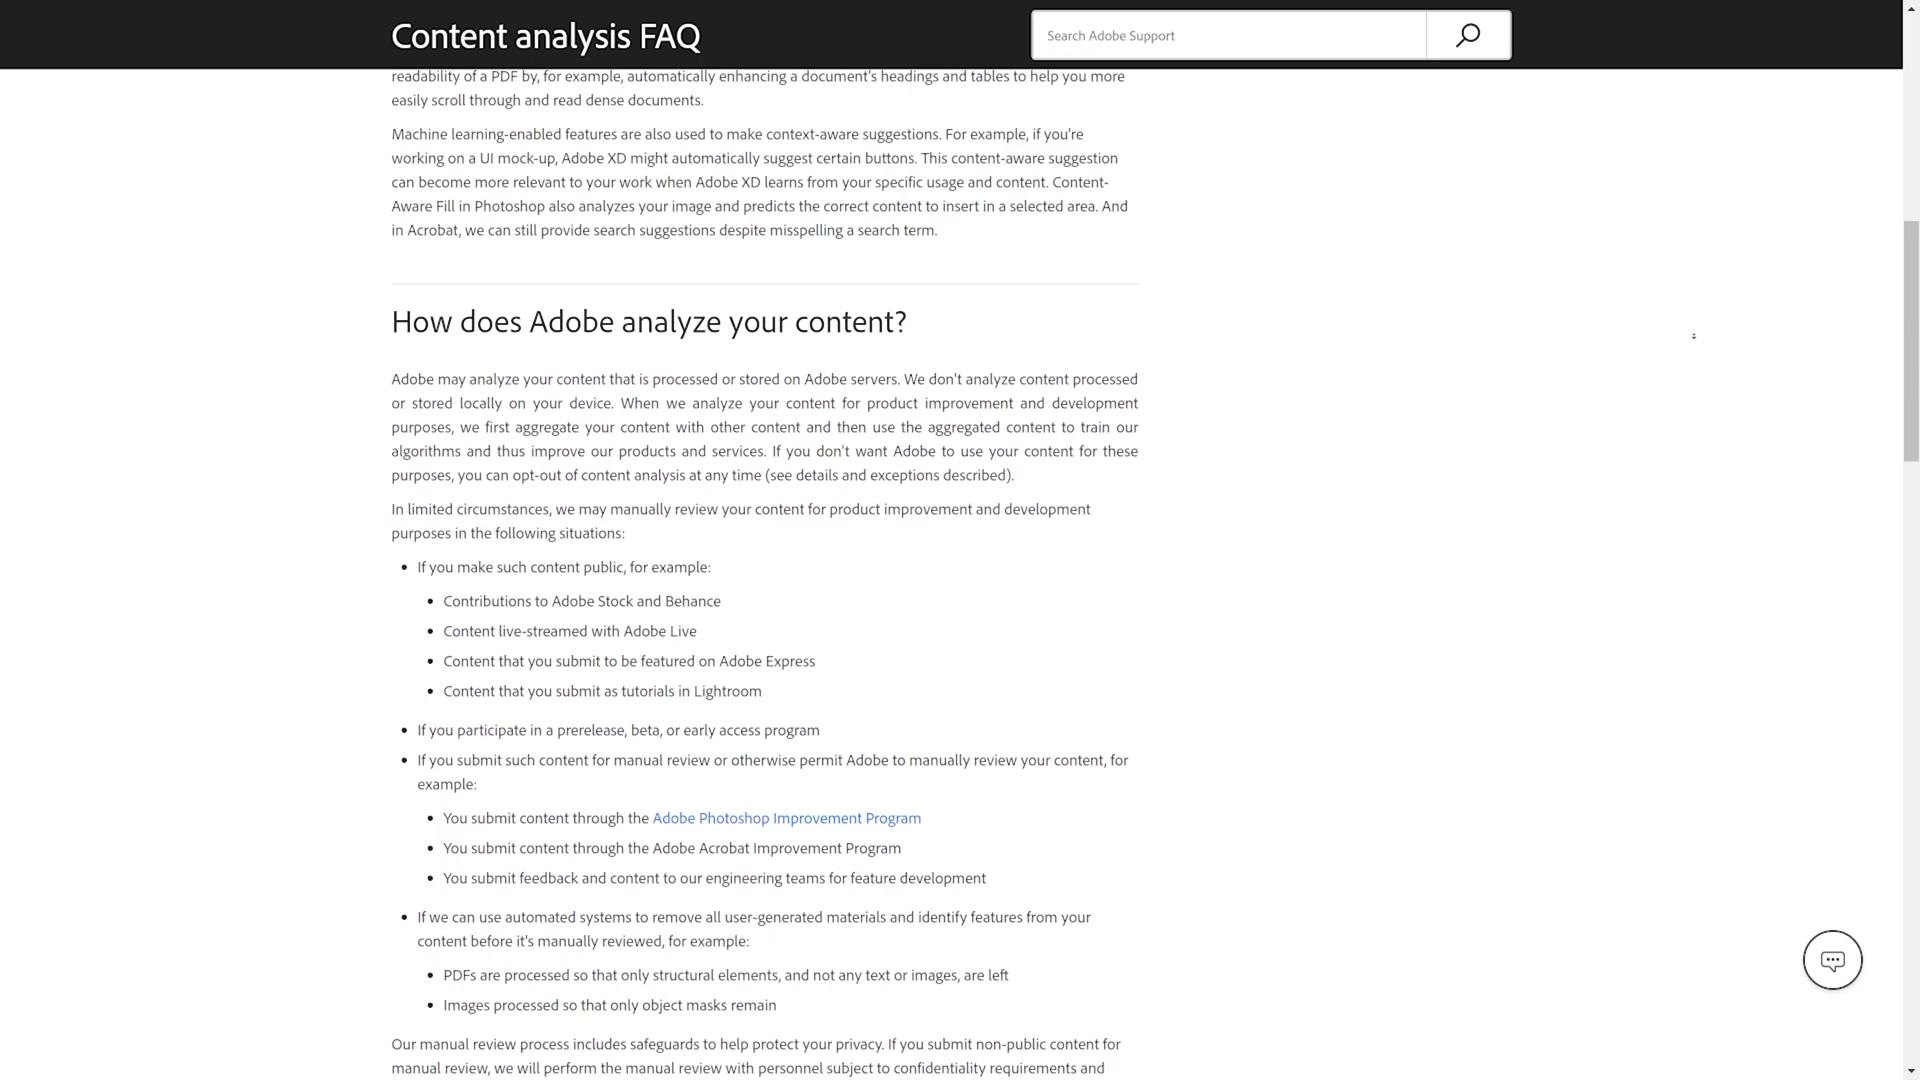 Content analysis FAQ
Search Adobe Support
readability of a PDF by, for example, automatically enhancing a document's headings and tables to help you more
easily scroll through and read dense documents.
Machine learning-enabled features are also used to make context-aware suggestions. For example, if you're
working on a UI mock-up, Adobe XD might automatically suggest certain buttons. This content-aware suggestion
can become more relevant to your work when Adobe XD learns from your specific usage and content. Content-
Aware Fill in Photoshop also analyzes your image and predicts the correct content to insert in a selected area. And
in Acrobat, we can still provide search suggestions despite misspelling a search term.
How does Adobe analyze your content?
Adobe may analyze your content that is processed or stored on Adobe servers. We don't analyze content processed
or stored locally on your device. When we analyze your content for product improvement and development
purposes, we first aggregate your content with other content and then use the aggregated content to train our
algorithms and thus improve our products and services. If you don't want Adobe to use your content for these
purposes, you can opt-out of content analysis at any time (see details and exceptions described).
In limited circumstances, we may manually review your content for product improvement and development
purposes in the following situations:
• If you make such content public, for example:
• Contributions to Adobe Stock and Behance
• Content live-streamed with Adobe Live
• Content that you submit to be featured on Adobe Express
• Content that you submit as tutorials in Lightroom
• If you participate in a prerelease, beta, or early access program
• If you submit such content for manual review or otherwise permit Adobe to manually review your content, for
example:
• You submit content through the Adobe Photoshop Improvement Program
• You submit content through the Adobe Acrobat Improvement Program
• You submit feedback and content to our engineering teams for feature development
• If we can use automated systems to remove all user-generated materials and identify features from your
content before it's manually reviewed, for example:
• PDFs are processed so that only structural elements, and not any text or images, are left
• Images processed so that only object masks remain
Our manual review process includes safeguards to help protect your privacy. If you submit non-public content for
manual review, we will perform the manual review with personnel subject to confidentiality requirements and